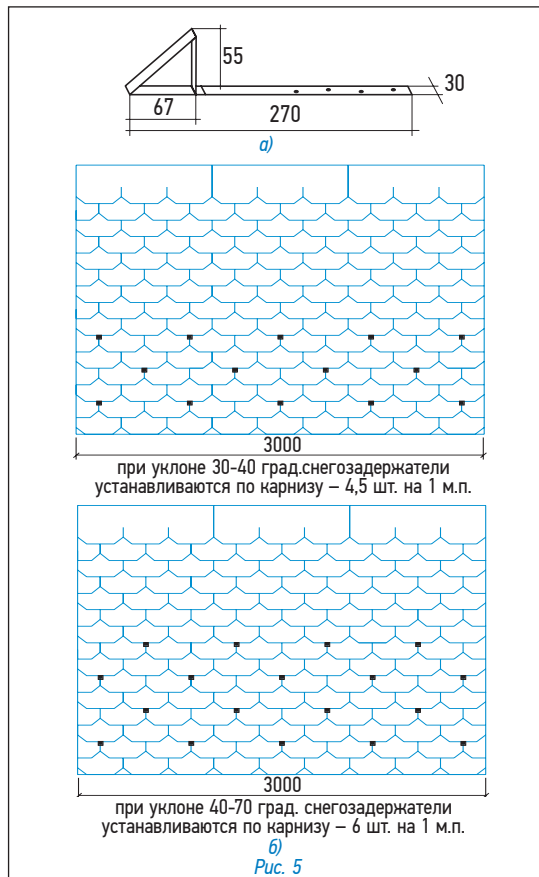 55
30
67
270
а)
3000
при уклоне 30-40 град.снегозадержатели
устанавливаются по карнизу – 4,5 шт. на 1 м.п.
3000
при уклоне 40-70 град. снегозадержатели
устанавливаются по карнизу – 6 шт. на 1 м.п.
б)
Рис. 5